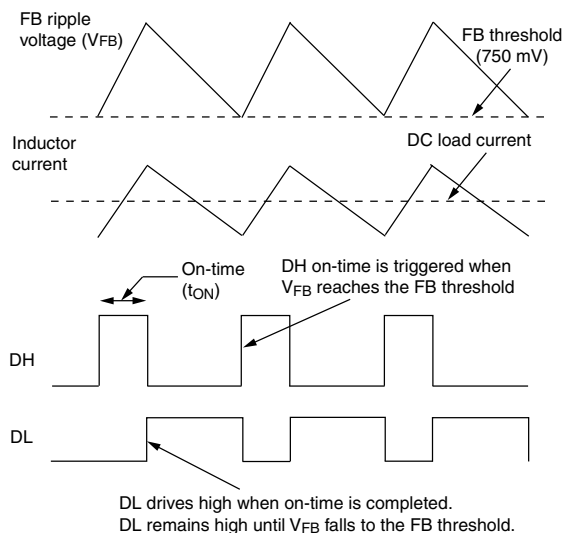 FB ripple
voltage (VFB)
FB threshold
(750 mV)
Inductor
current
DC load current
On-time
(tON)
DH on-time is triggered when
VFB reaches the FB threshold
DH
DL
DL drives high when on-time is completed.
DL remains high until VFB falls to the FB threshold.